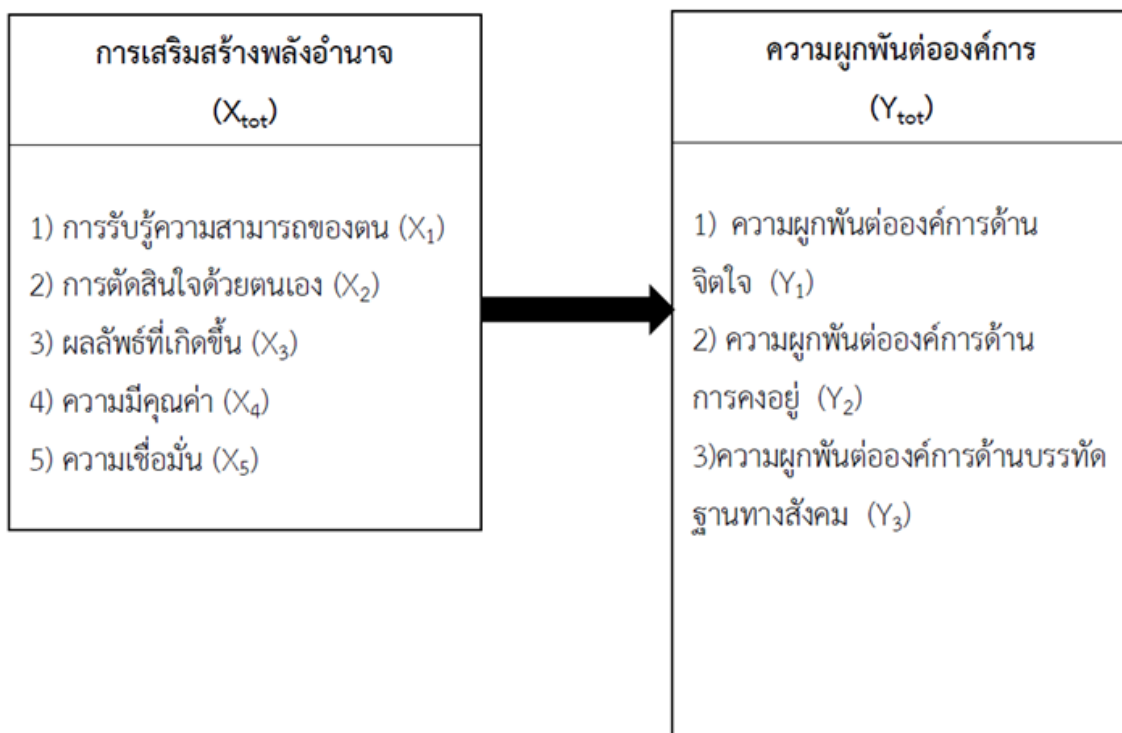 การเสริมสร้างพลังอำนาจ
(Xtot)
1) การรับรู้ความสามารถของตน (X1)
2) การตัดสินใจด้วยตนเอง (X2)
3) ผลลัพธ์ที่เกิดขึ้น (X3)
4) ความมีคุณค่า (X4)
5) ความเชื่อมั่น (X5)
ความผูกพันต่อองค์การ
(Ytot)
1) ความผูกพันต่อองค์การด้าน
จิตใจ (Y1)
2) ความผูกพันต่อองค์การด้าน
การคงอยู่ (Y2)
3)ความผูกพันต่อองค์การด้านบรรทัด
ฐานทางสังคม (Y3)